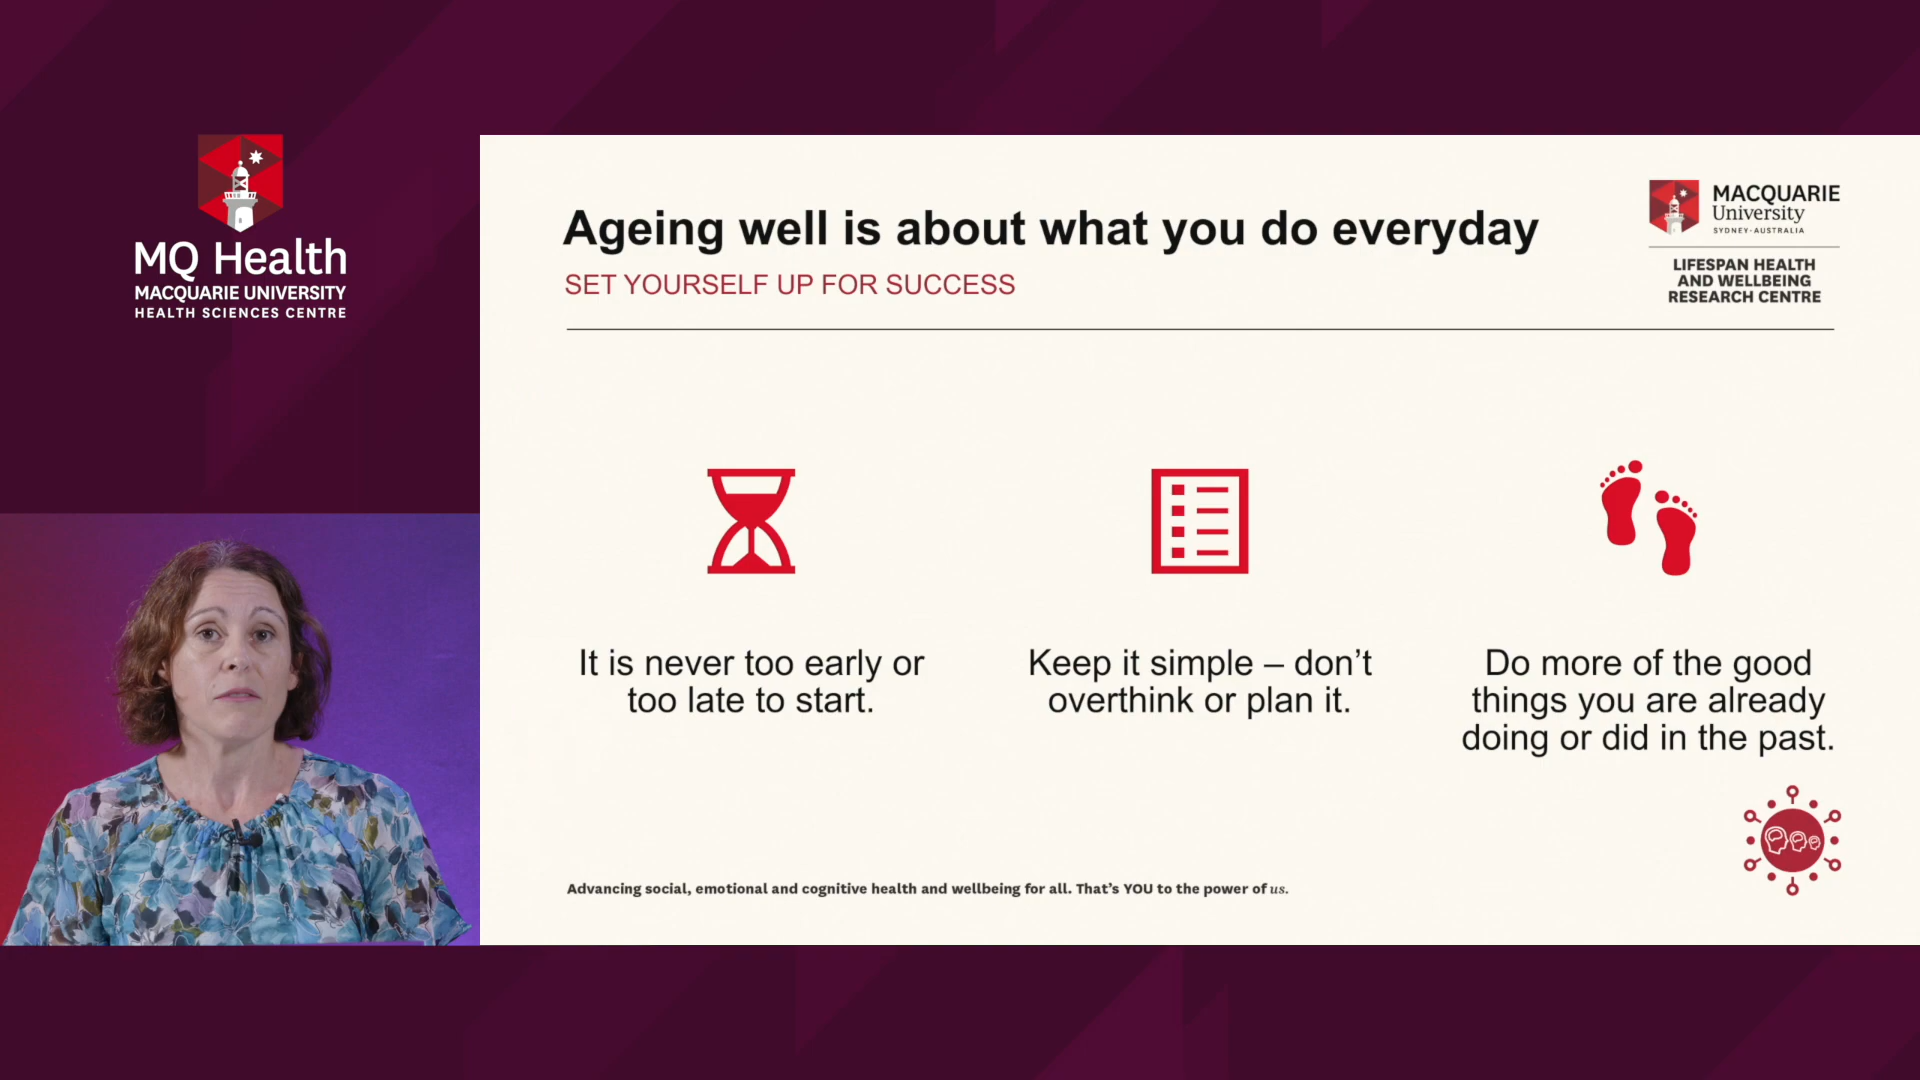 MQ Health
MACQUARIE UNIVERSITY
HEALTH SCIENCES CENTRE
Ageing well is about what you do everyday
SET YOURSELF UP FOR SUCCESS
MACQUARIE
University
SYDNEY·AUSTRALIA
LIFESPAN HEALTH
AND WELLBEING
RESEARCH CENTRE
It is never too early or
too late to start.
Keep it simple – don’t
overthink or plan it.
Do more of the good
things you are already
doing or did in the past.
Advancing social, emotional and cognitive health and wellbeing for all. That’s YOU to the power of us.